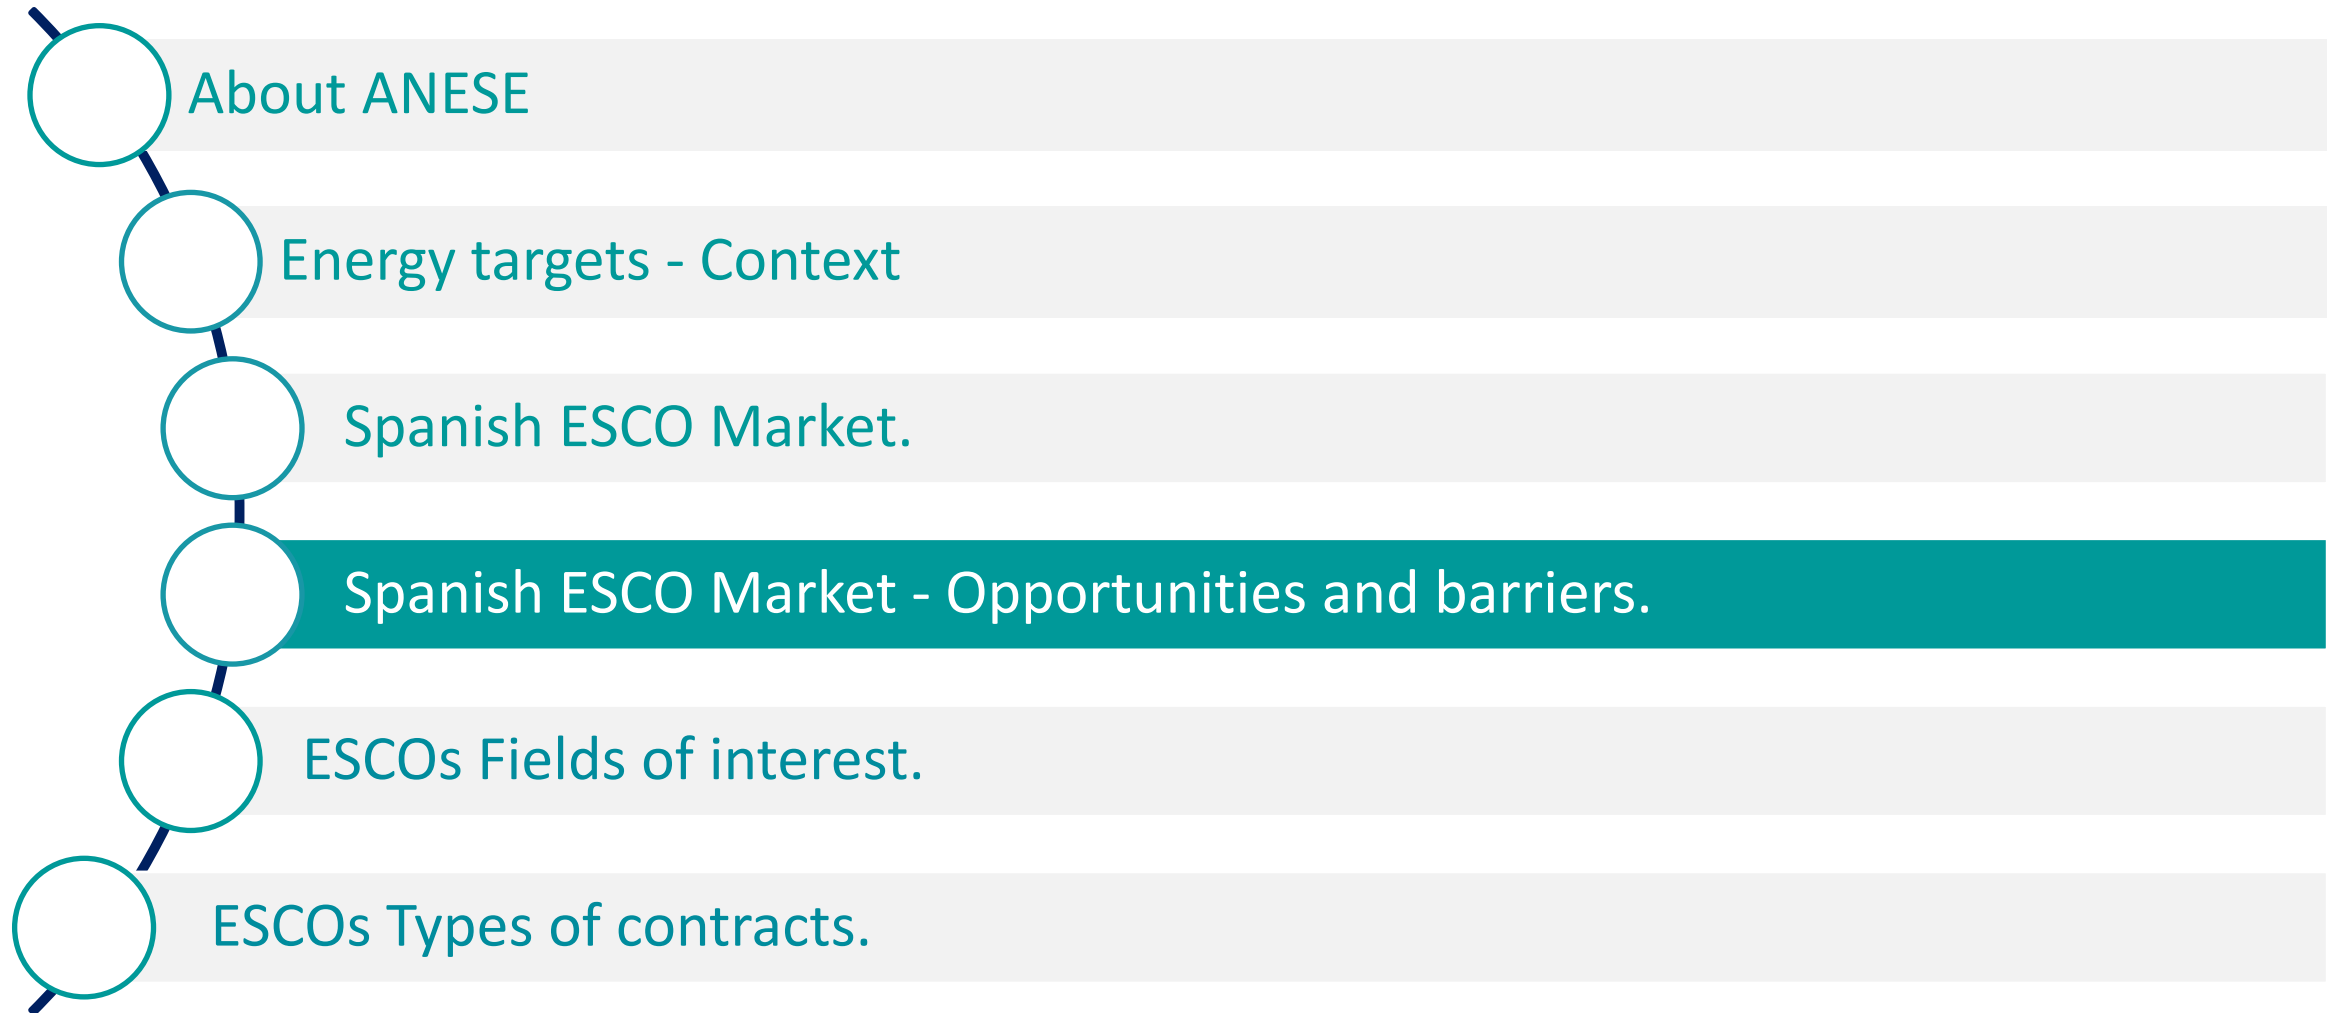 About ANESE
Energy targets - Context
Spanish ESCO Market.
Spanish ESCO Market - Opportunities and barriers.
ESCOs Fields of interest.
ESCOs Types of contracts.